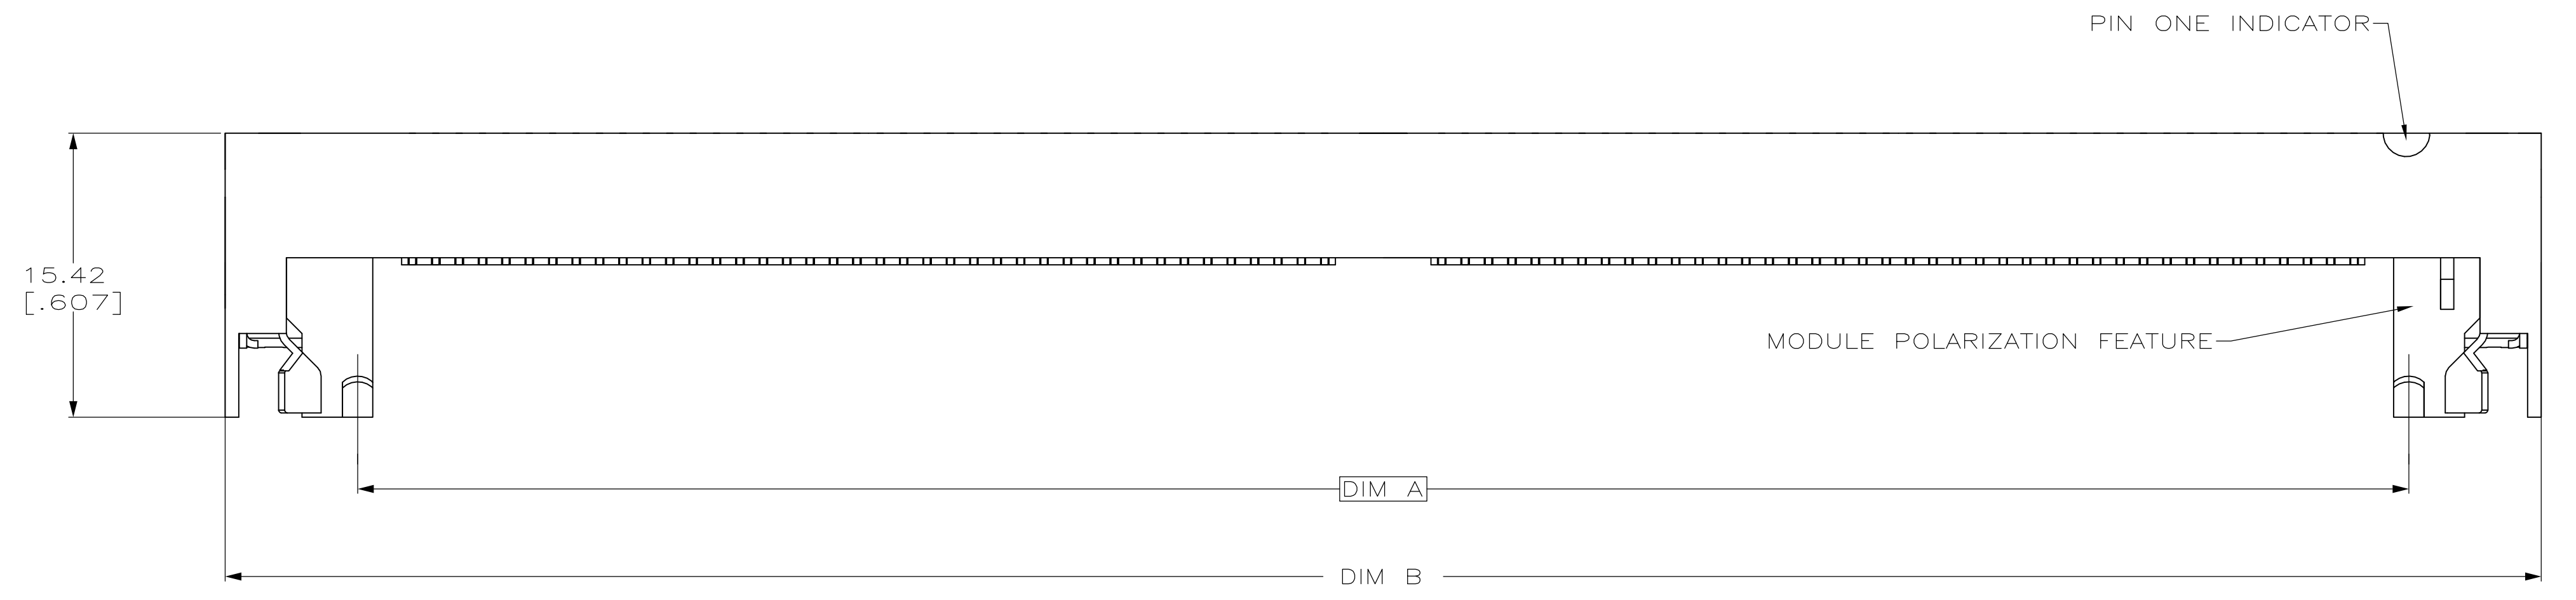 PIN ONE INDICATOR
15.42
[.607]
MODULE POLARIZATION FEATURE
DIM A
DIM B